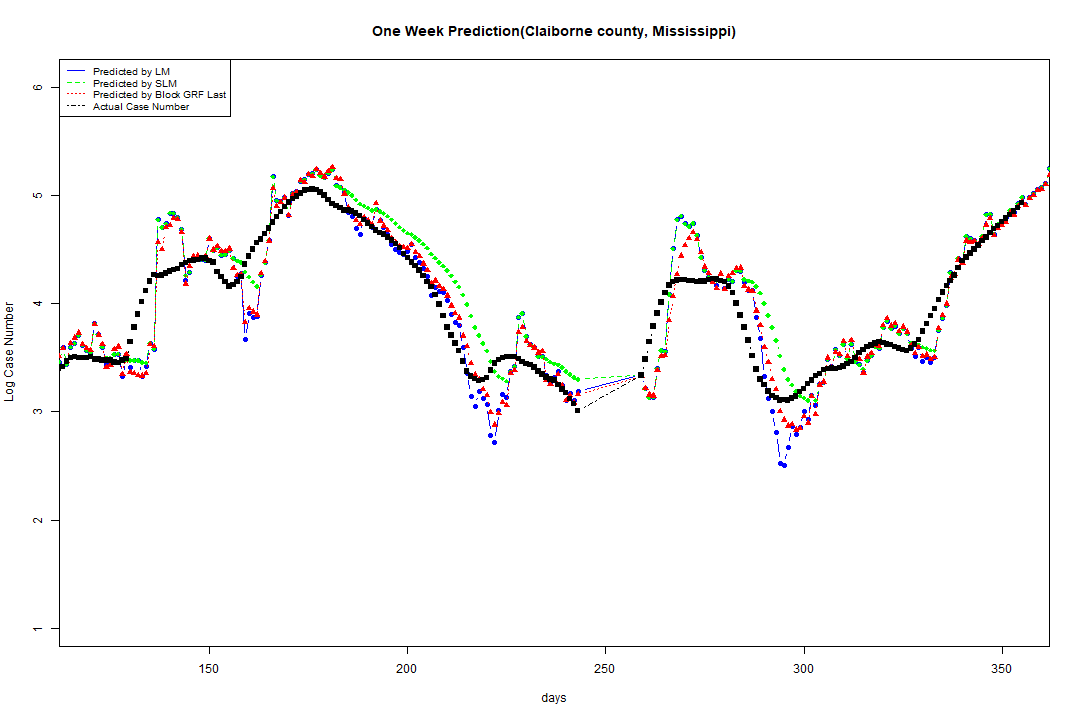 One Week Prediction(Claiborne county, Mississippi)
Predicted by LM
Predicted by SLM
Predicted by Block GRF Last
Actual Case Number
Log Case Number
6
5
4
3
2
1
150 200 250 300 350
days